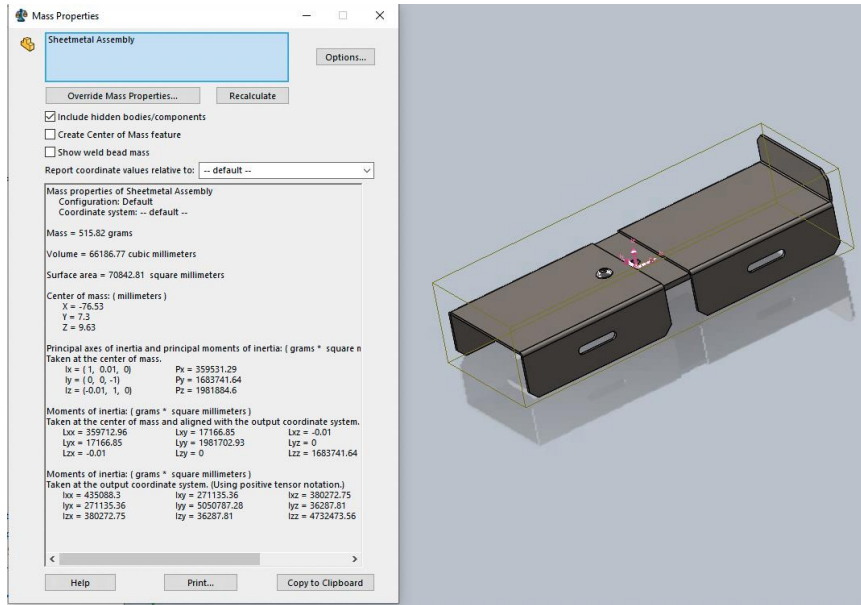 Mass Properties
Sheetmetal Assembly
Options...
Override Mass Properties... Recalculate
Include hidden bodies/components
Create Center of Mass feature
Show weld bead mass
Report coordinate values relative to: -- default --
Mass properties of Sheetmetal Assembly
Configuration: Default
Coordinate system: -- default --
Mass = 515.82 grams
Volume = 66186.77 cubic millimeters
Surface area = 70842.81 square millimeters
Center of mass: ( millimeters )
X = -76.53
Y = 7.3
Z = 9.63
Principal axes of inertia and principal moments of inertia: ( grams * square n
Taken at the center of mass.
Ix = ( 1, 0.01, 0) Px = 359531.29
Iy = ( 0, 0, -1) Py = 1683741.64
Iz = (-0.01, 1, 0) Pz = 1981884.6
Moments of inertia: ( grams * square millimeters )
Taken at the center of mass and aligned with the output coordinate system.
Lxx = 359712.96 Lxy = 17166.85 Lxz = -0.01
Lyx = 17166.85 Lyy = 1981702.93 Lyz = 0
Lzx = -0.01 Lzy = 0 Lzz = 1683741.64
Moments of inertia: ( grams * square millimeters )
Taken at the output coordinate system. (Using positive tensor notation.)
Ixx = 435088.3 Ixy = 271135.36 Ixz = 380272.75
Iyx = 271135.36 Iyy = 5050787.28 Iyz = 36287.81
Izx = 380272.75 Izy = 36287.81 Izz = 4732473.56
Help Print... Copy to Clipboard